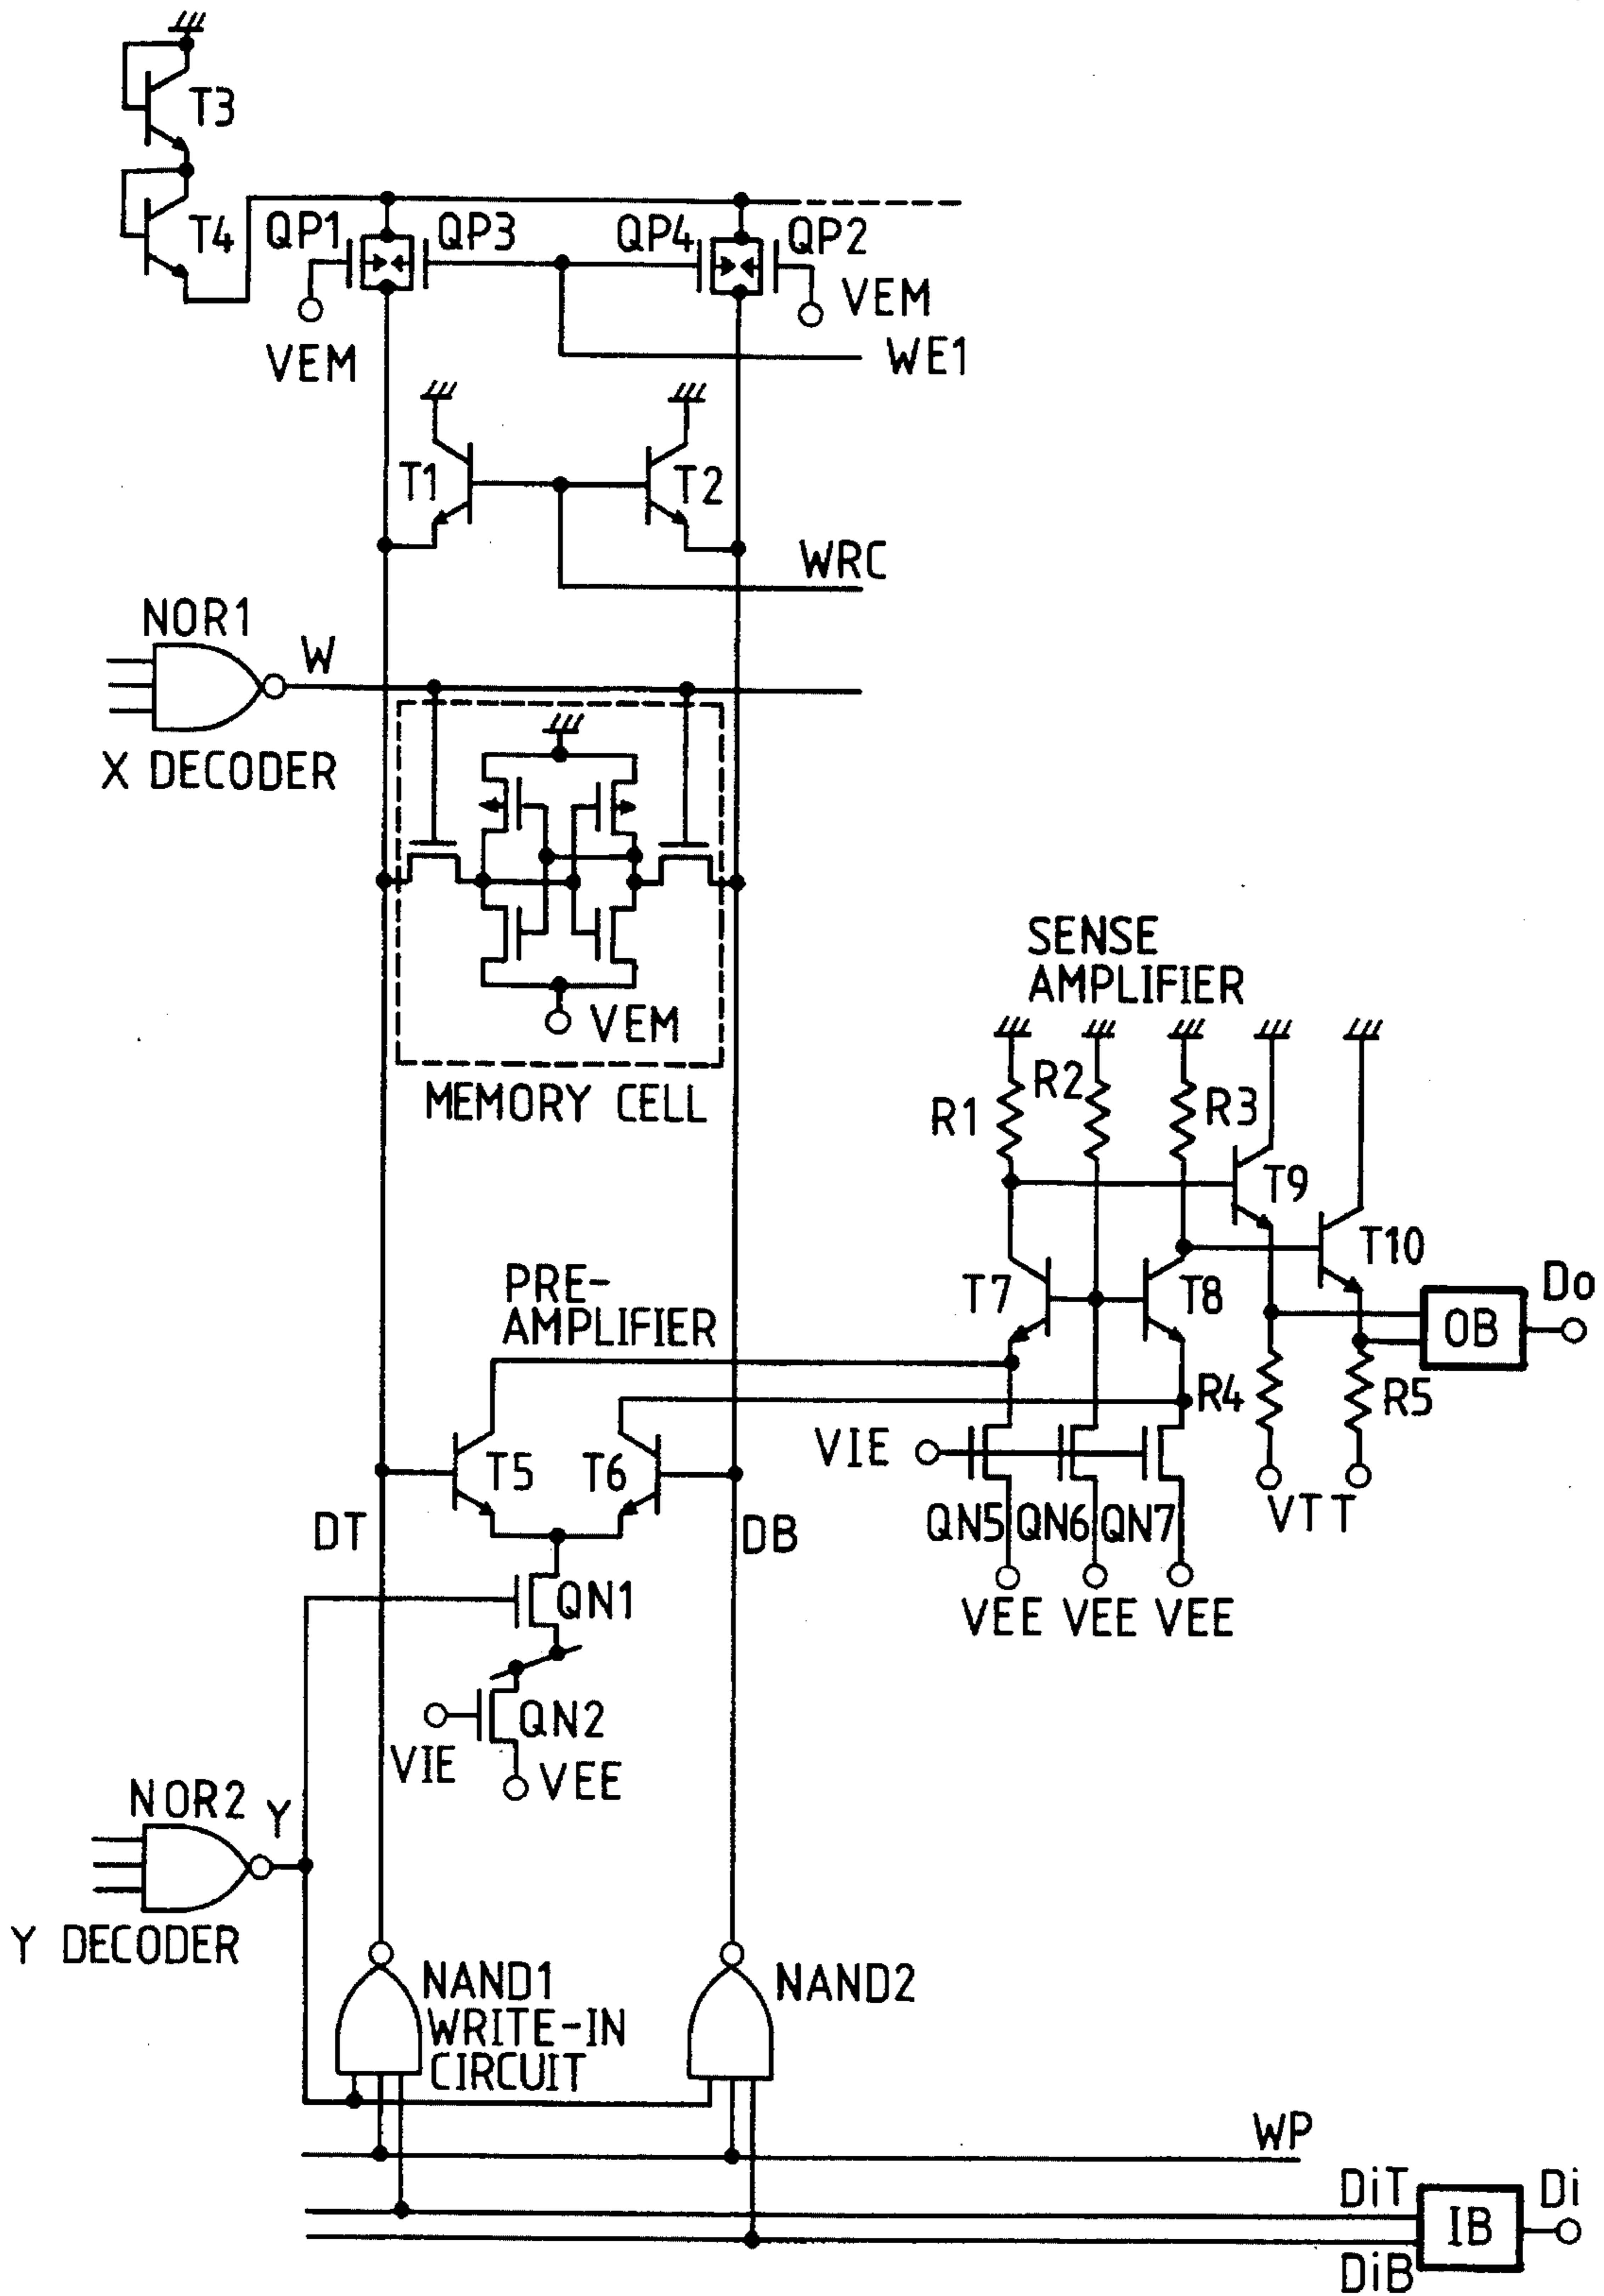 T3
T4
QP1
QP3
QP4
QP2
VEM
VEM
WE1
T1
T2
WRC
NOR1
W
X DECODER
VEM
MEMORY CELL
SENSE
AMPLIFIER
R1
R2
R3
T9
T10
T7
T8
PRE-
AMPLIFIER
Do
OB
R4
R5
VIE
T5
T6
VTT
DT
DB
QN5
QN6
QN7
QN1
VEE
VEE
VEE
QN2
VIE
VEE
NOR2
Y
Y DECODER
NAND1
WRITE-IN
CIRCUIT
NAND2
WP
DiT
Di
IB
DiB